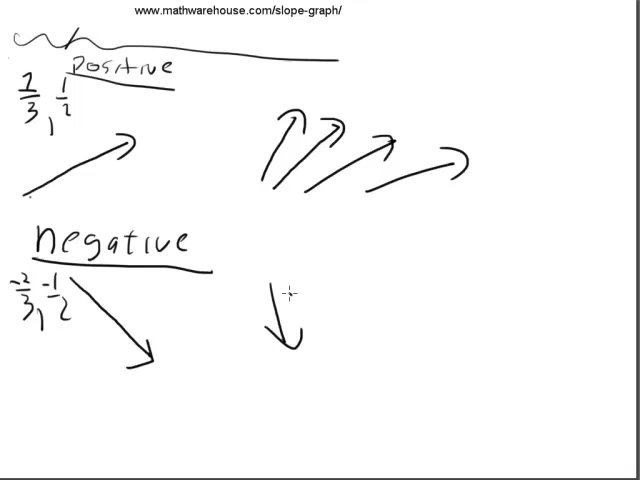 www.mathwarehouse.com/slope-graph/
Positive
2/3, 1/2
negative
-2/3, -1/2